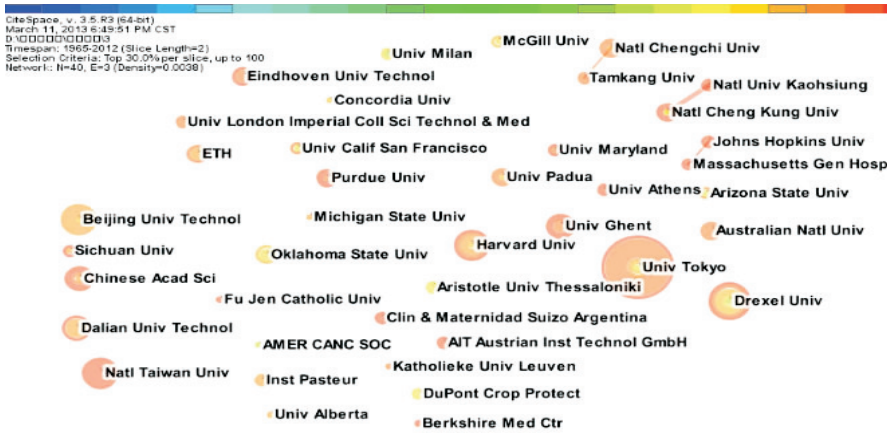 CiteSpace, v. 3.5.R3 (64-bit)
March 11, 2013 6:49:51 PM CST
D:\□□□□□\□□□□\3
Timespan: 1965-2012 (Slice Length=2)
Selection Criteria: Top 30.0% per slice, up to 100
Network: N=40, E=3 (Density=0.0038)
McGill Univ
Univ Milan
Natl Chengchi Univ
Eindhoven Univ Technol
Tamkang Univ
Natl Univ Kaohsiung
Concordia Univ
Natl Cheng Kung Univ
Univ London Imperial Coll Sci Technol & Med
Johns Hopkins Univ
ETH
Univ Calif San Francisco
Univ Maryland
Massachusetts Gen Hosp
Purdue Univ
Univ Padua
Univ Athens
Arizona State Univ
Beijing Univ Technol
Michigan State Univ
Univ Ghent
Australian Natl Univ
Sichuan Univ
Oklahoma State Univ
Harvard Univ
Univ Tokyo
Chinese Acad Sci
Aristotle Univ Thessaloniki
Fu Jen Catholic Univ
Drexel Univ
Clin & Maternidad Suizo Argentina
Dalian Univ Technol
AMER CANC SOC
AIT Austrian Inst Technol GmbH
Natl Taiwan Univ
Katholieke Univ Leuven
Inst Pasteur
DuPont Crop Protect
Univ Alberta
Berkshire Med Ctr